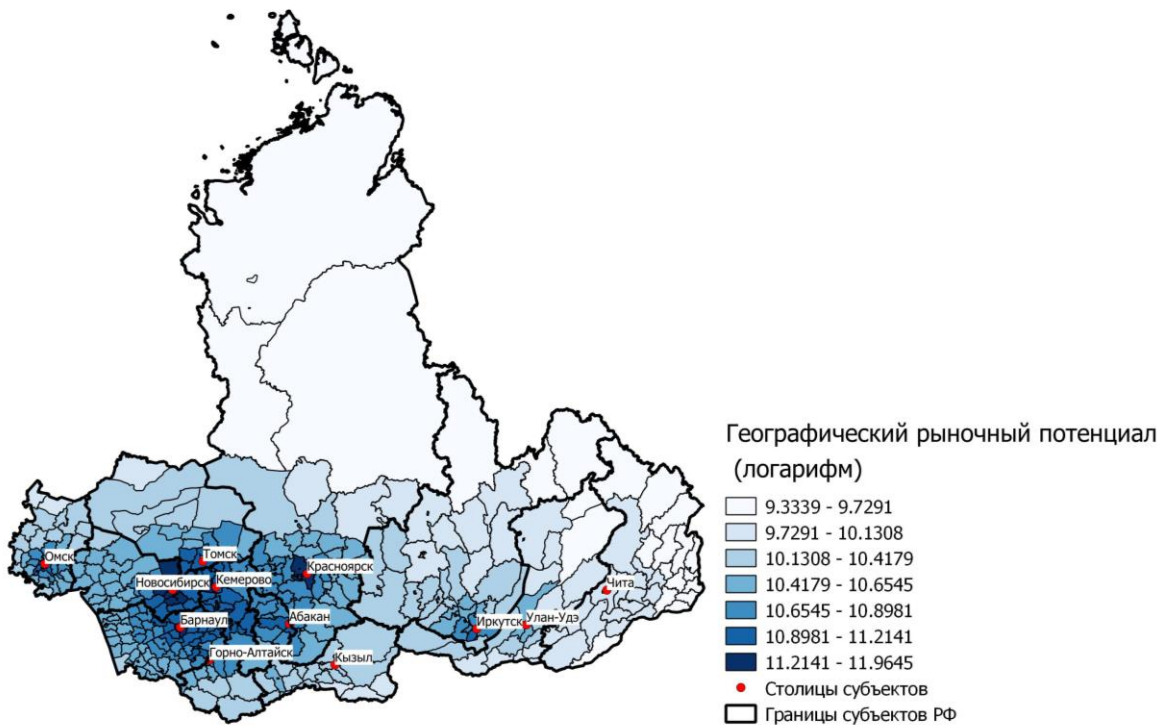 Омск
Томск
Новосибирск
Кемерово
Красноярск
Барнаул
Абакан
Горно-Алтайск
Кызыл
Иркутск
Улан-Удэ
Чита
Географический рыночный потенциал
(логарифм)
9.3339 - 9.7291
9.7291 - 10.1308
10.1308 - 10.4179
10.4179 - 10.6545
10.6545 - 10.8981
10.8981 - 11.2141
11.2141 - 11.9645
Столицы субъектов
Границы субъектов РФ